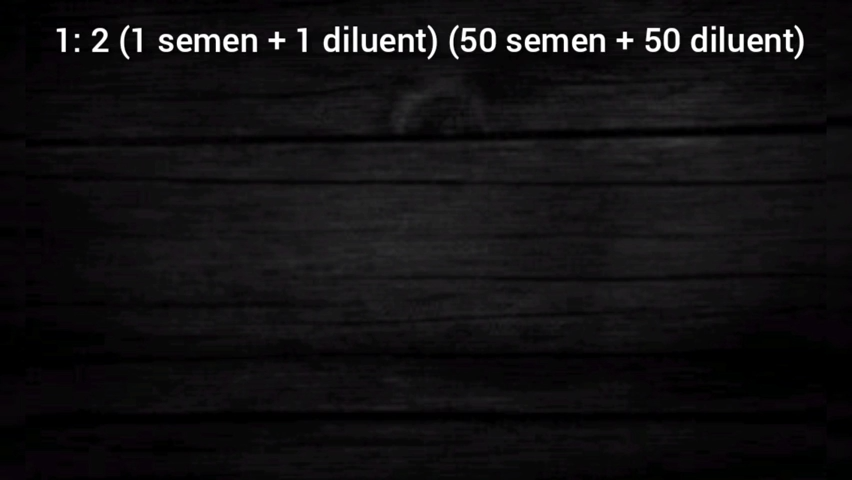 1: 2 (1 semen + 1 diluent) (50 semen + 50 diluent)